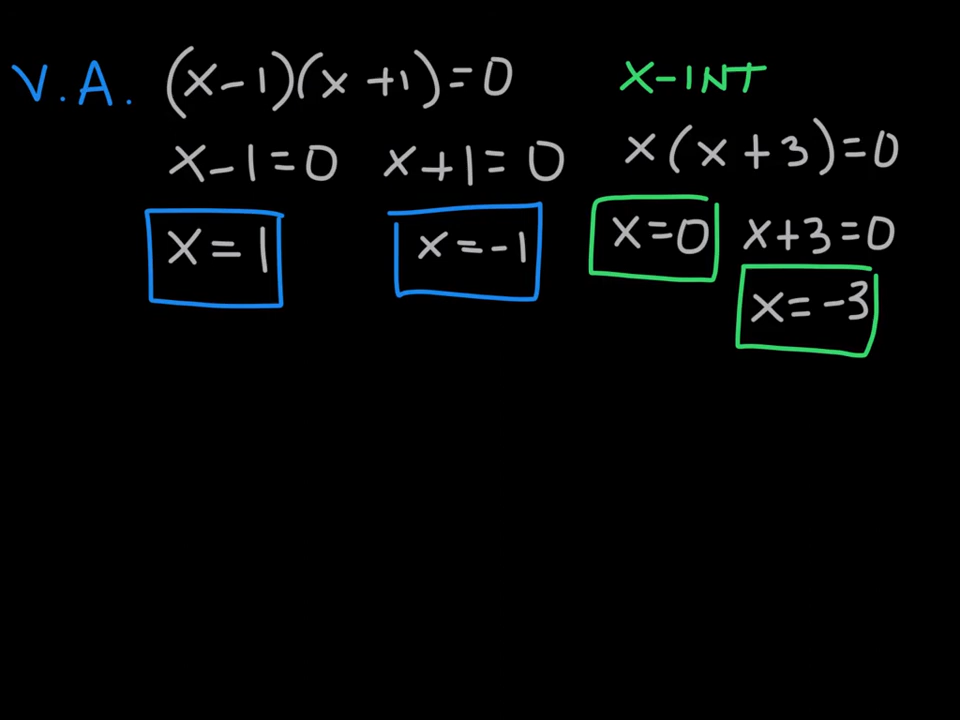 V.A. (x-1)(x+1)=0
x-1=0 x+1=0
x=1 x=-1
X-INT
x(x+3)=0
x=0 x+3=0
x=-3